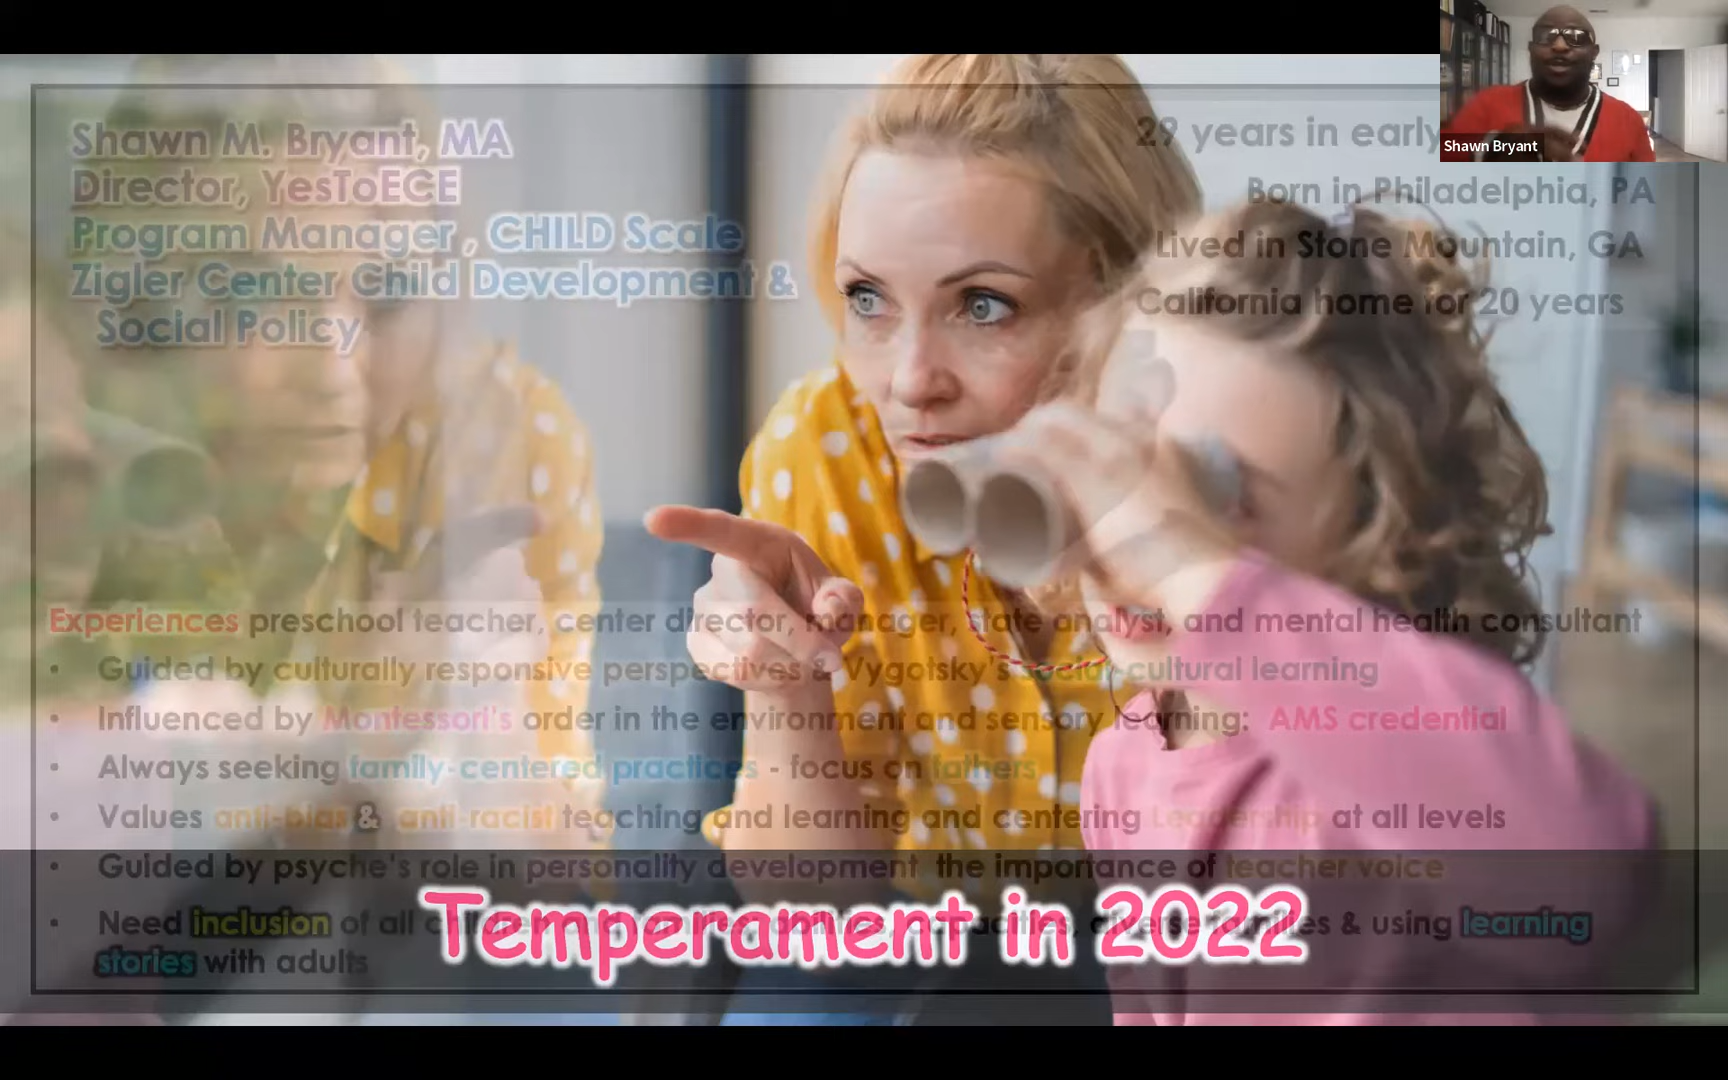 Shawn M. Bryant, MA
Director, YesToECE
Program Manager , CHILD Scale
Zigler Center Child Development &
Social Policy
29 years in early
Born in Philadelphia, PA
Lived in Stone Mountain, GA
California home for 20 years
Shawn Bryant
Experiences preschool teacher, center director, manager, state analyst, and mental health consultant
• Guided by culturally responsive perspectives & Vygotsky's social cultural learning
• Influenced by Montessori's order in the environment and sensory learning: AMS credential
• Always seeking family-centered practices - focus on fathers
• Values anti-bias & anti-racist teaching and learning and centering Leadership at all levels
• Guided by psyche's role in personality development the importance of teacher voice
• Need inclusion of all diverse families & using learning
stories with adults
Temperament in 2022